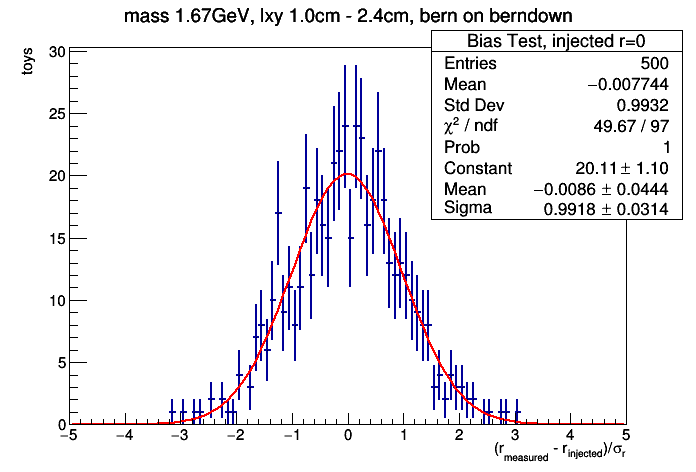 mass 1.67GeV, lxy 1.0cm - 2.4cm, bern on berndown
Bias Test, injected r=0
Entries 500
Mean −0.007744
Std Dev 0.9932
χ² / ndf 49.67 / 97
Prob 1
Constant 20.11 ± 1.10
Mean −0.0086 ± 0.0444
Sigma 0.9918 ± 0.0314
toys
30
25
20
15
10
5
0
−5 −4 −3 −2 −1 0 1 2 3 4 5
(r_measured - r_injected)/σ_r